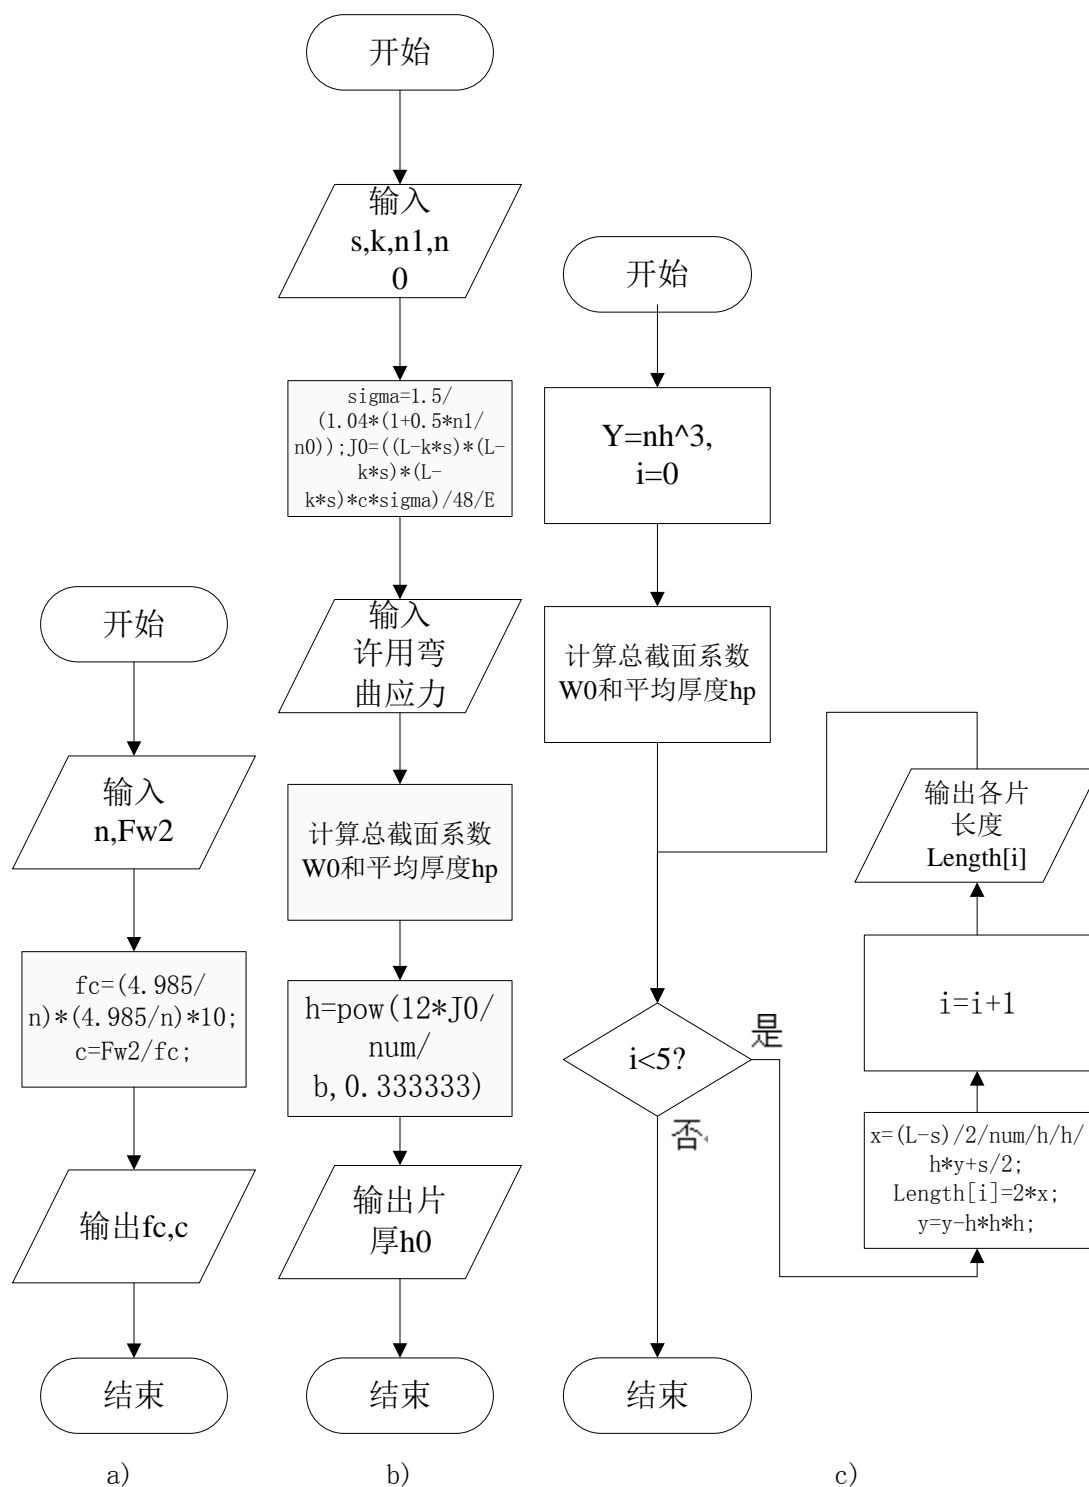 开始
输入
n,Fw2
fc=(4.985/
n)*(4.985/n)*10;
c=Fw2/fc;
输出fc,c
结束
a)
开始
输入
s,k,n1,n
0
sigma=1.5/
(1.04*(1+0.5*n1/
n0));J0=((L-k*s)*(L-
k*s)*(L-
k*s)*c*sigma)/48/E
输入
许用弯
曲应力
计算总截面系数
W0和平均厚度hp
h=pow(12*J0/
num/
b,0.333333)
输出片
厚h0
结束
b)
开始
Y=nh^3,
i=0
计算总截面系数
W0和平均厚度hp
i<5?
是
否
x=(L-s)/2/num/h/h/
h*y+s/2;
Length[i]=2*x;
y=y-h*h*h;
i=i+1
输出各片
长度
Length[i]
结束
c)